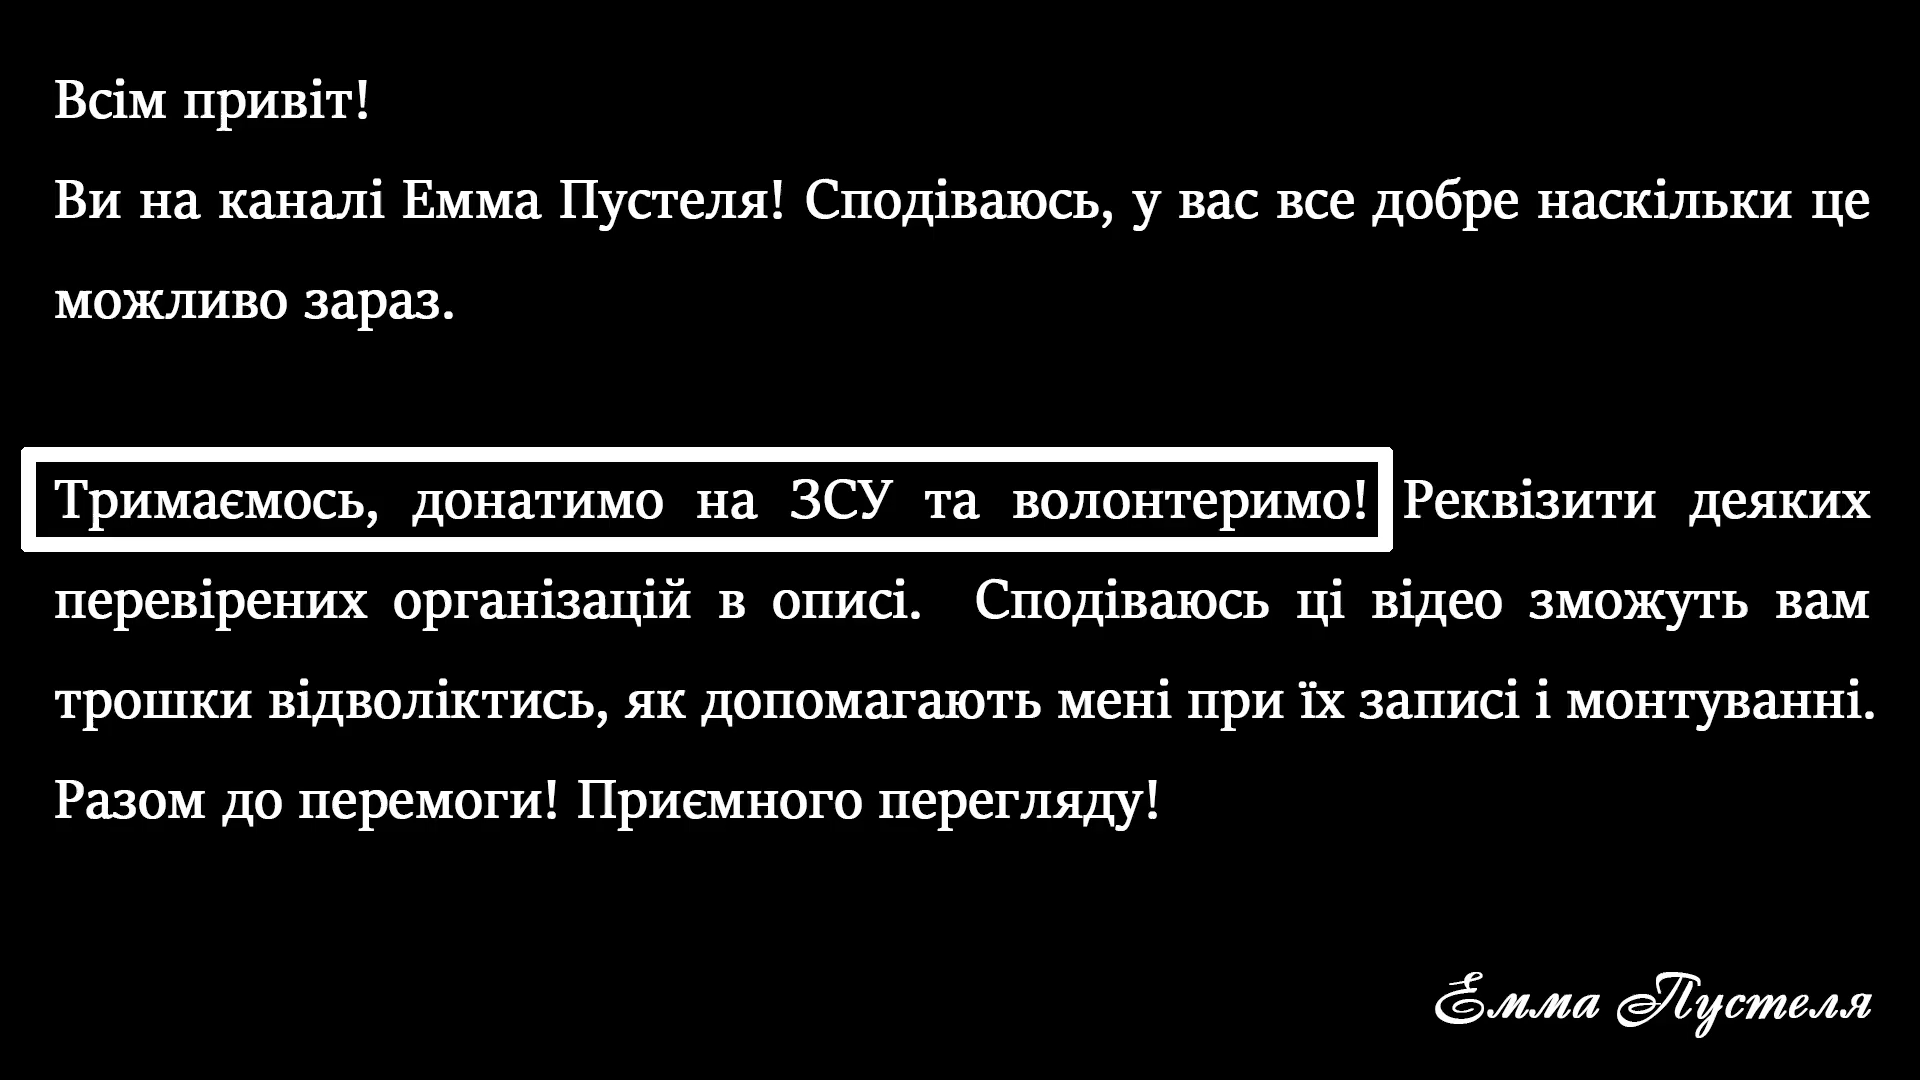 Всім привіт!
Ви на каналі Емма Пустеля! Сподіваюсь, у вас все добре наскільки це
можливо зараз.
Тримаємось, донатимо на ЗСУ та волонтеримо! Реквізити деяких
перевірених організацій в описі. Сподіваюсь ці відео зможуть вам
трошки відволіктись, як допомагають мені при їх записі і монтуванні.
Разом до перемоги! Приємного перегляду!
Емма Пустеля